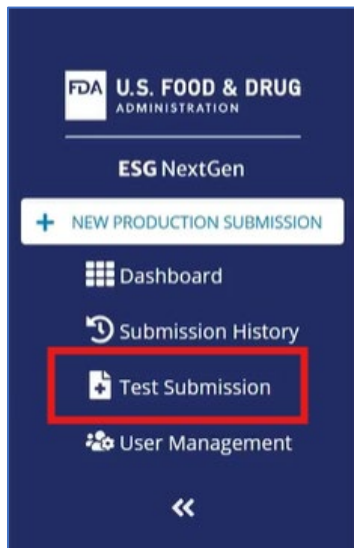 FDA
U.S. FOOD & DRUG
ADMINISTRATION
ESG NextGen
+ NEW PRODUCTION SUBMISSION
Dashboard
Submission History
Test Submission
User Management
«